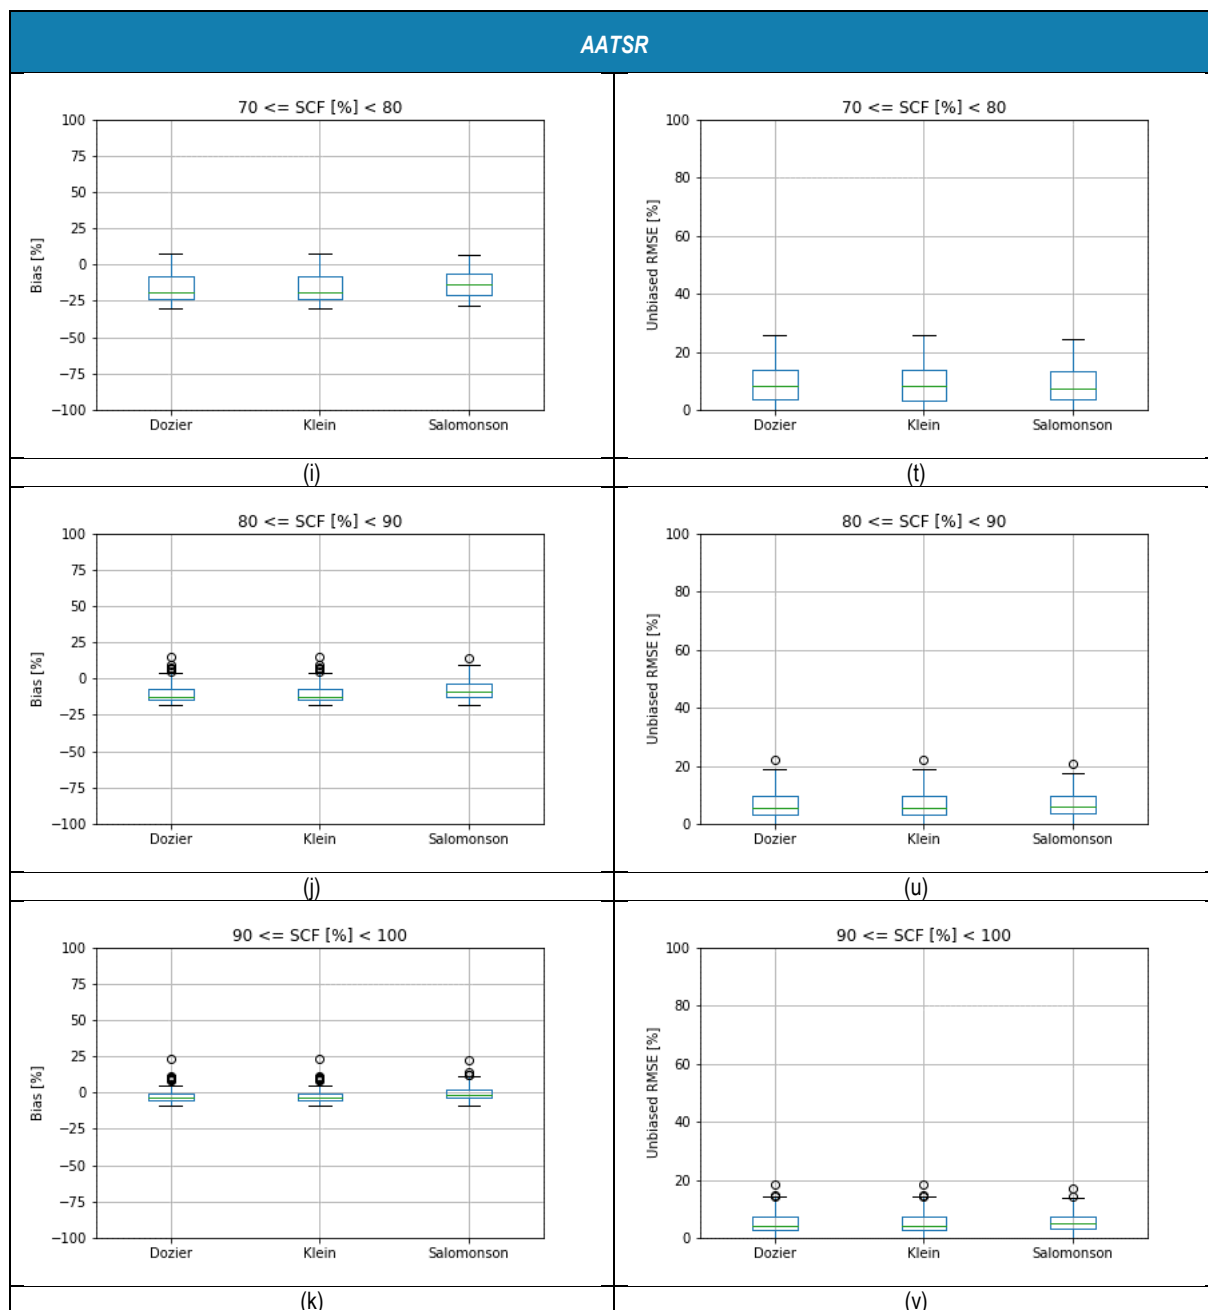 AATSR
70 <= SCF [%] < 80
100
75
50
25
0
−25
−50
−75
−100
Bias [%]
Dozier Klein Salomonson
(i)
70 <= SCF [%] < 80
100
80
60
40
20
0
Unbiased RMSE [%]
Dozier Klein Salomonson
(t)
80 <= SCF [%] < 90
100
75
50
25
0
−25
−50
−75
−100
Bias [%]
Dozier Klein Salomonson
(j)
80 <= SCF [%] < 90
100
80
60
40
20
0
Unbiased RMSE [%]
Dozier Klein Salomonson
(u)
90 <= SCF [%] < 100
100
75
50
25
0
−25
−50
−75
−100
Bias [%]
Dozier Klein Salomonson
(k)
90 <= SCF [%] < 100
100
80
60
40
20
0
Unbiased RMSE [%]
Dozier Klein Salomonson
(v)